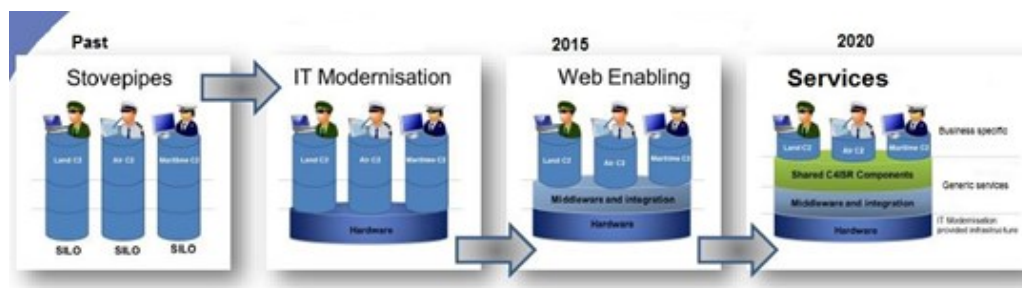 Past
Stovepipes
Land C2
Air C2
Maritime C2
SILO
SILO
SILO
IT Modernisation
Land C2
Air C2
Maritime C2
Hardware
2015
Web Enabling
Land C2
Air C2
Maritime C2
Middleware and integration
Hardware
2020
Services
Land C2
Air C2
Maritime C2
Shared C4ISR Components
Middleware and integration
Hardware
Business specific
Generic services
IT Modernisation
provided infrastructure